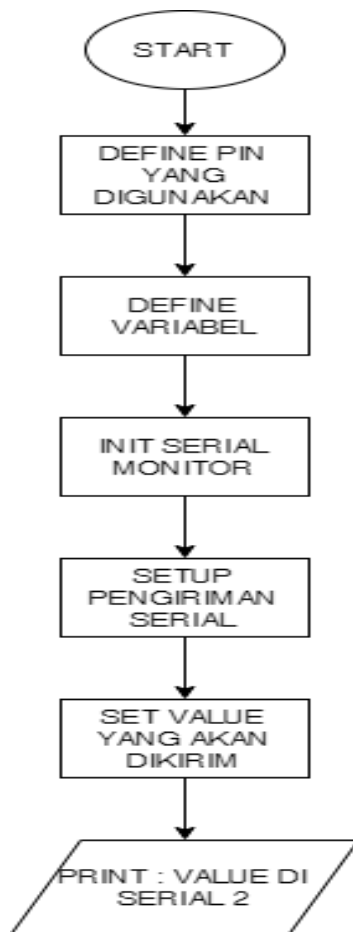 START
DEFINE PIN
YANG
DIGUNAKAN
DEFINE
VARIABEL
INIT SERIAL
MONITOR
SETUP
PENGIRIMAN
SERIAL
SET VALUE
YANG AKAN
DIKIRIM
PRINT : VALUE DI
SERIAL 2